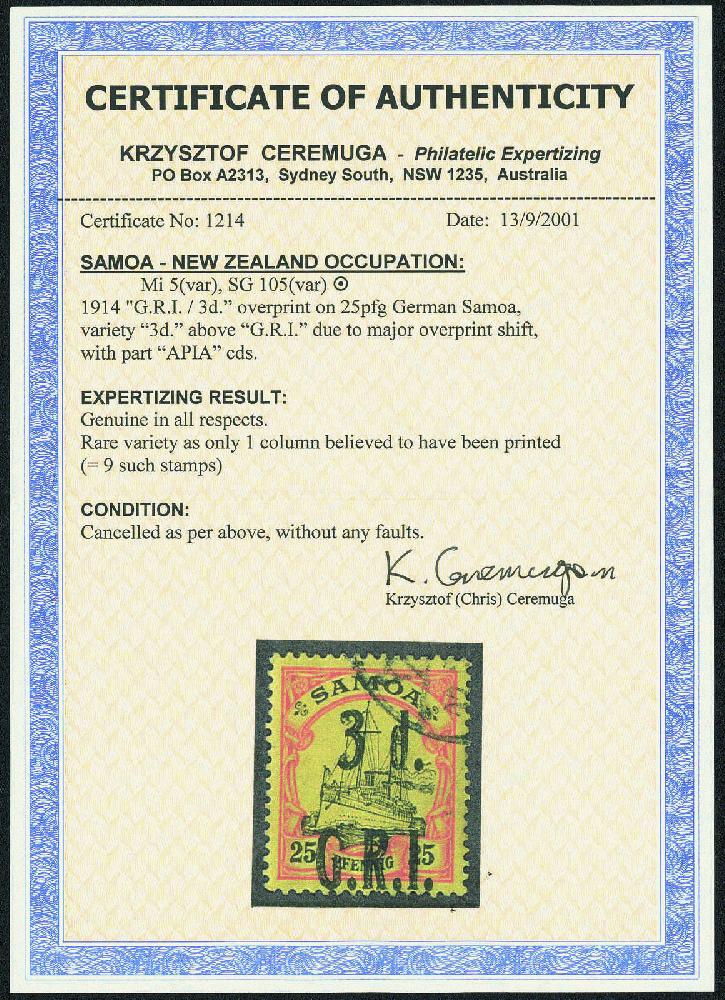 CERTIFICATE OF AUTHENTICITY
KRZYSZTOF CEREMUGA - Philatelic Expertizing
PO Box A2313, Sydney South, NSW 1235, Australia
Certificate No: 1214 Date: 13/9/2001
SAMOA - NEW ZEALAND OCCUPATION:
Mi 5(var), SG 105(var) ⊙
1914 "G.R.I. / 3d.” overprint on 25pfg German Samoa,
variety “3d.” above “G.R.I.” due to major overprint shift,
with part “APIA” cds.
EXPERTIZING RESULT:
Genuine in all respects.
Rare variety as only 1 column believed to have been printed
(= 9 such stamps)
CONDITION:
Cancelled as per above, without any faults.
K. Ceremuga
Krzysztof (Chris) Ceremuga
SAMOA
3 d.
25 PFENNIG 25
G.R.I.